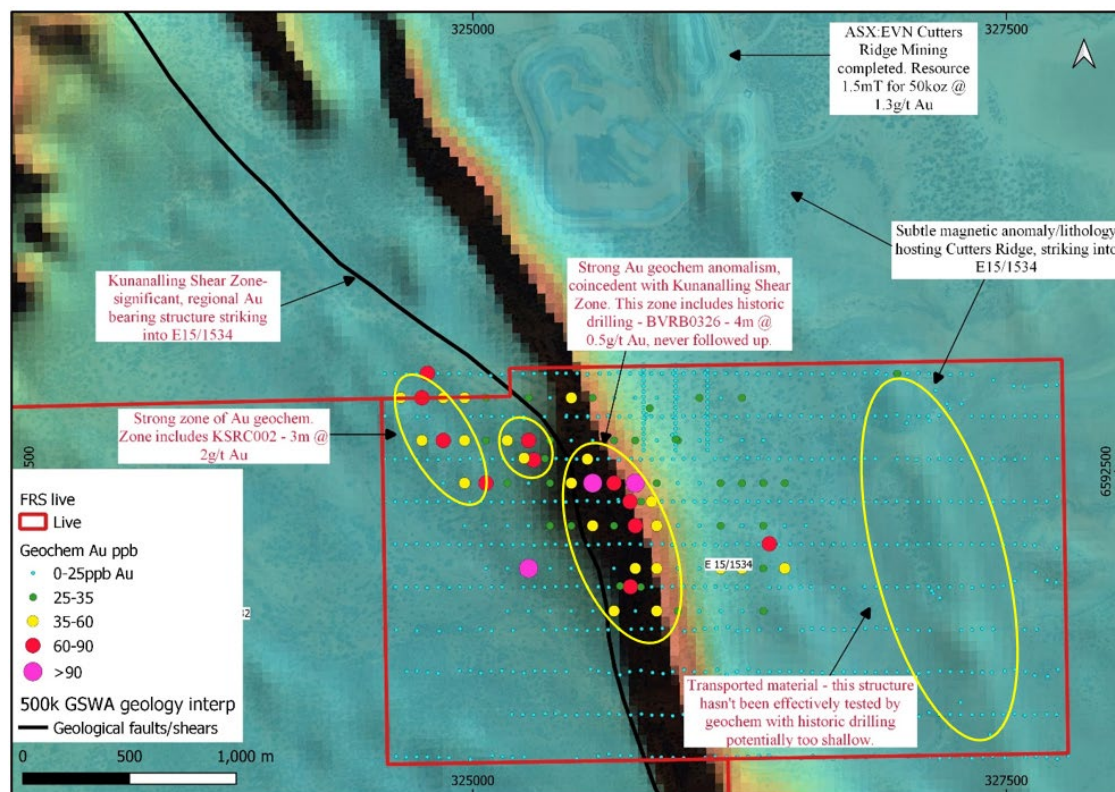 325000
327500
ASX:EVN Cutters
Ridge Mining
completed. Resource
1.5mT for 50koz @
1.3g/t Au
Subtle magnetic anomaly/lithology
hosting Cutters Ridge, striking into
E15/1534
Kunanalling Shear Zone-
significant, regional Au
bearing structure striking
into E15/1534
Strong Au geochem anomalism,
coincedent with Kunanalling Shear
Zone. This zone includes historic
drilling - BVRB0326 - 4m @
0.5g/t Au, never followed up.
Strong zone of Au geochem.
Zone includes KSRC002 - 3m @
2g/t Au
500
6592500
FRS live
Live
Geochem Au ppb
0-25ppb Au
25-35
35-60
60-90
>90
500k GSWA geology interp
Geological faults/shears
0 500 1,000 m
E 15/1534
Transported material - this structure
hasn't been effectively tested by
geochem with historic drilling
potentially too shallow.
325000
327500